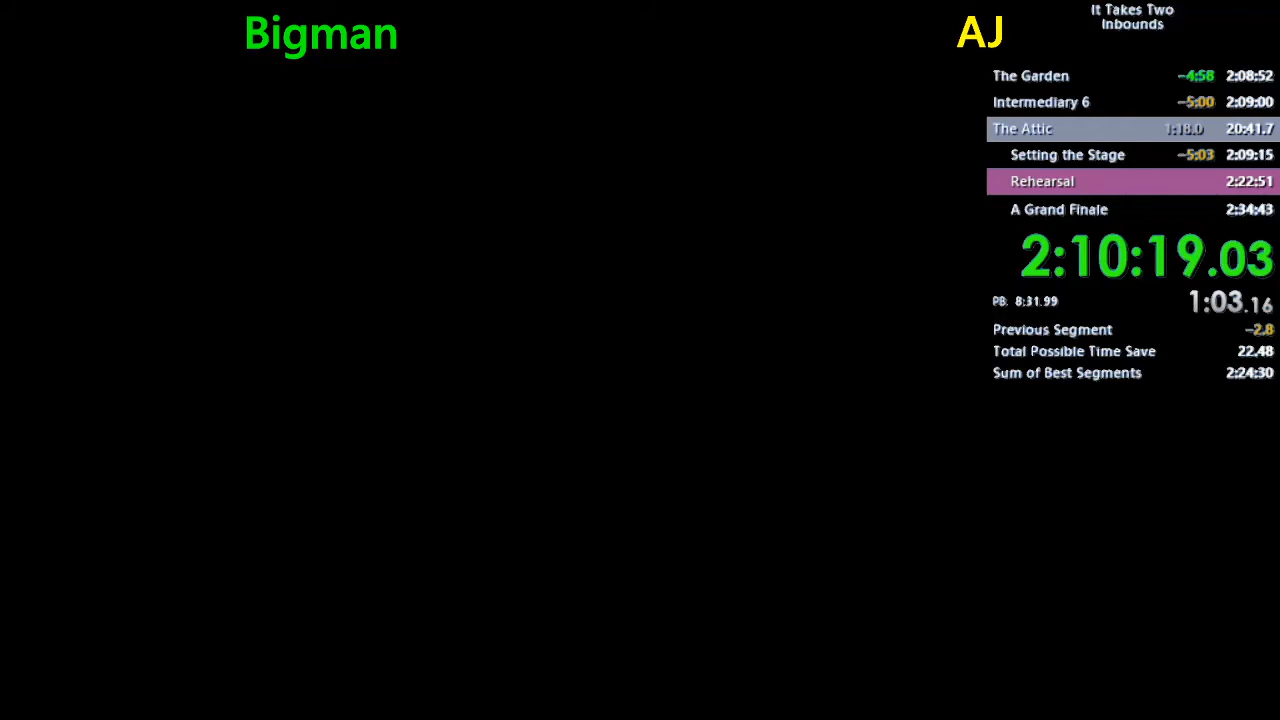 Bigman
AJ
It Takes Two
Inbounds
The Garden -4:58 2:08:52
Intermediary 6 -5:00 2:09:00
The Attic 1:18.0 20:41.7
Setting the Stage -5:03 2:09:15
Rehearsal 2:22:51
A Grand Finale 2:34:43
2:10:19.03
PB: 8:31.99 1:03.16
Previous Segment -2.8
Total Possible Time Save 22.48
Sum of Best Segments 2:24:30